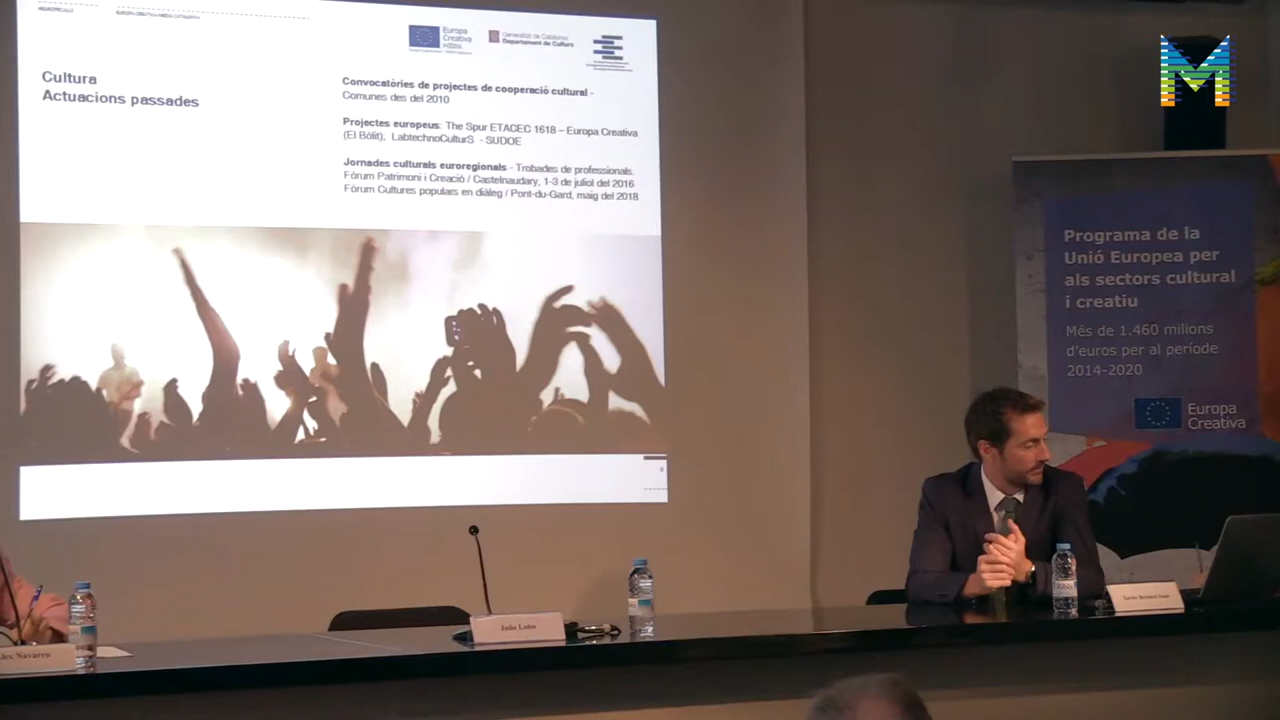 Europa
Creativa
MEDIA
Generalitat de Catalunya
Departament de Cultura
Cultura
Actuacions passades
Convocatòries de projectes de cooperació cultural -
Comunes des del 2010
Projectes europeus: The Spur ETACEC 1618 – Europa Creativa
(El Bòlit), LabtechnoCulturS - SUDOE
Jornades culturals euroregionals - Trobades de professionals.
Fòrum Patrimoni i Creació / Castelnaudary, 1-3 de juliol del 2016
Fòrum Cultures populars en diàleg / Pont-du-Gard, maig del 2018
M
Programa de la
Unió Europea per
als sectors cultural
i creatiu
Més de 1.460 milions
d'euros per al període
2014-2020
Europa
Creativa
João Lobo
Navarro